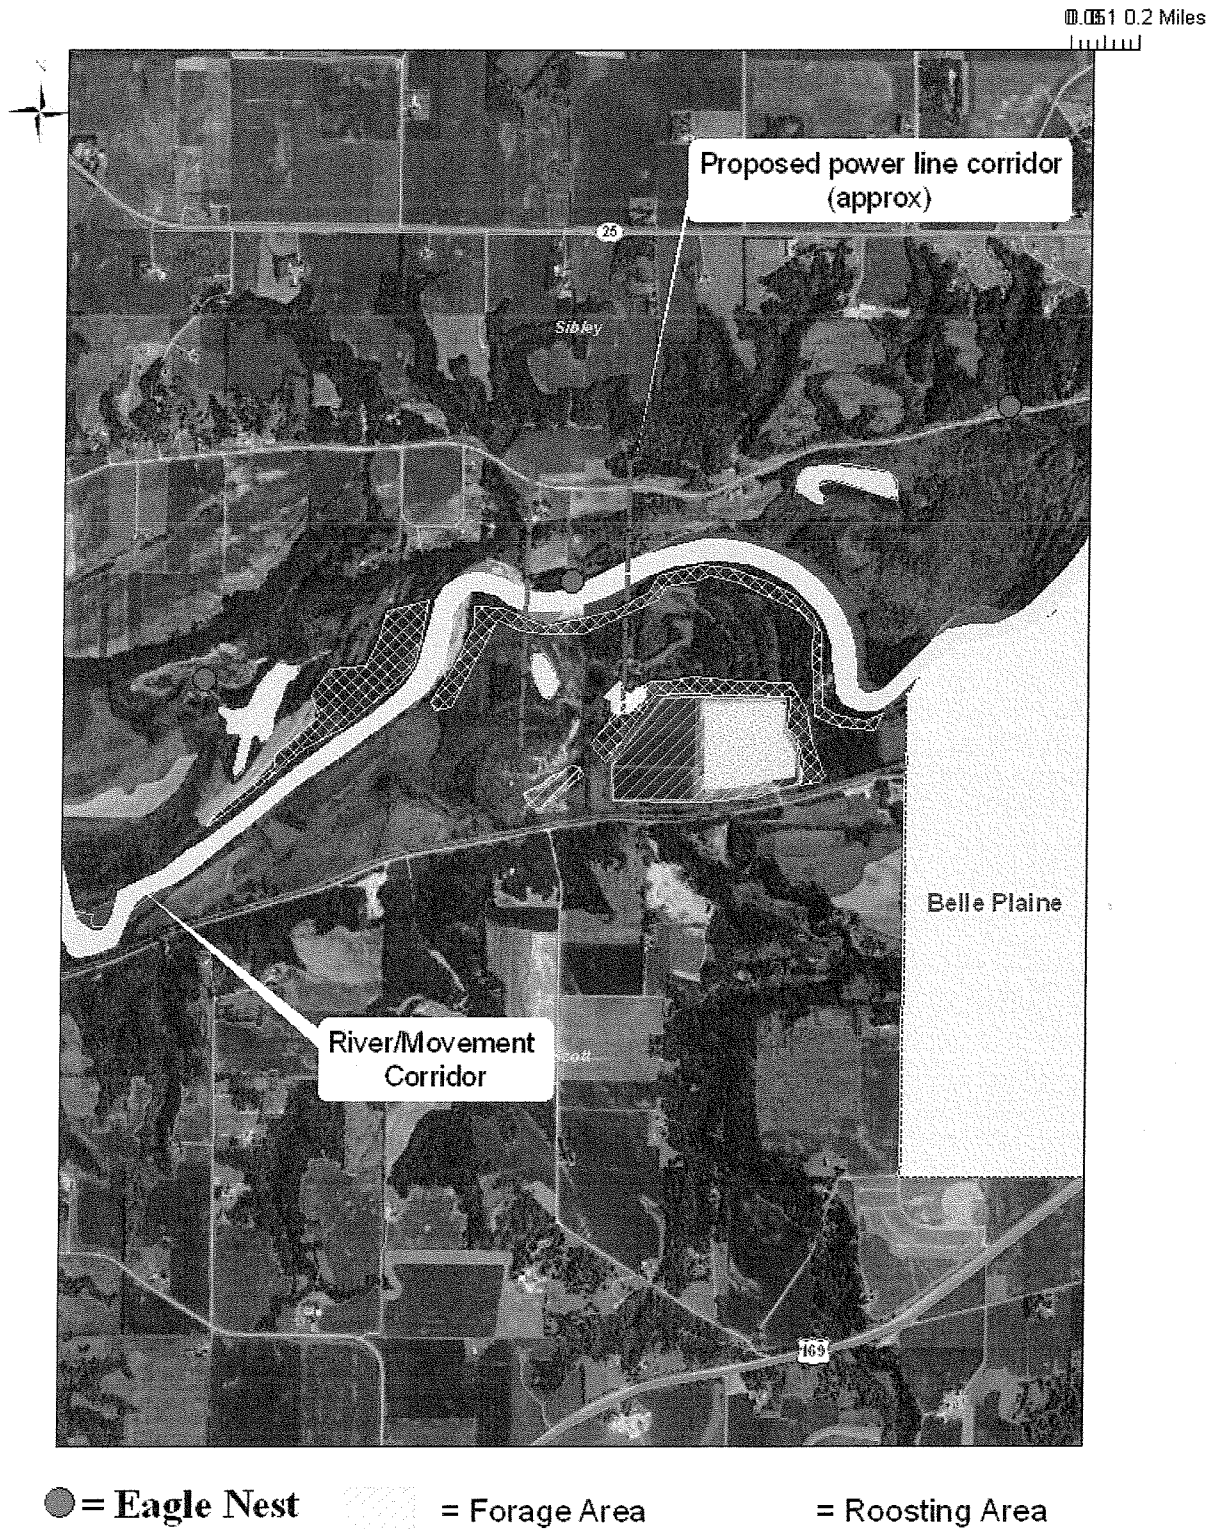 0.2 Miles
Proposed power line corridor
(approx)
25
Sibley
Belle Plaine
River/Movement
Corridor
169
= Eagle Nest
= Forage Area
= Roosting Area